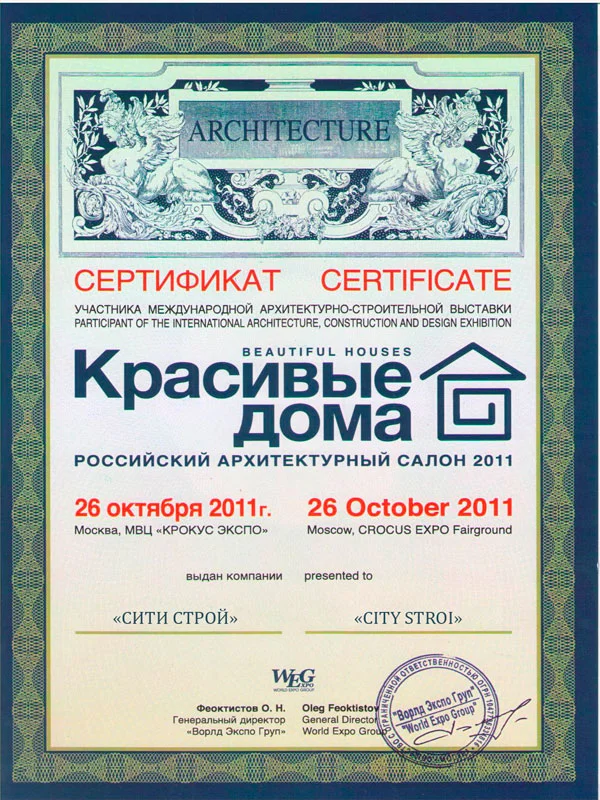 ARCHITECTURE
СЕРТИФИКАТ CERTIFICATE
УЧАСТНИКА МЕЖДУНАРОДНОЙ АРХИТЕКТУРНО-СТРОИТЕЛЬНОЙ ВЫСТАВКИ
PARTICIPANT OF THE INTERNATIONAL ARCHITECTURE, CONSTRUCTION AND DESIGN EXHIBITION
BEAUTIFUL HOUSES
Красивые
дома
РОССИЙСКИЙ АРХИТЕКТУРНЫЙ САЛОН 2011
26 октября 2011г. 26 October 2011
Москва, МВЦ «КРОКУС ЭКСПО» Moscow, CROCUS EXPO Fairground
выдан компании presented to
«СИТИ СТРОЙ» «CITY STROI»
WEG
EXPO
WORLD EXPO GROUP
Феоктистов О. Н. Oleg Feoktistov
Генеральный директор General Director
«Ворлд Экспо Груп» World Expo Group
"Ворлд Экспо Груп"
"World Expo Group"
ОГРАНИЧЕННОЙ ОТВЕТСТВЕННОСТЬЮ ОГРН